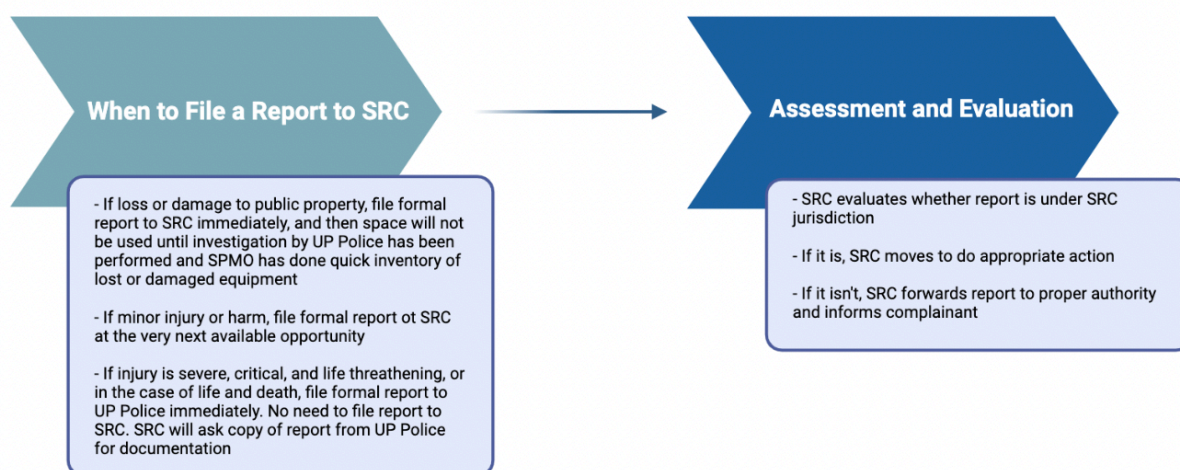 When to File a Report to SRC
- If loss or damage to public property, file formal
report to SRC immediately, and then space will not
be used until investigation by UP Police has been
performed and SPMO has done quick inventory of
lost or damaged equipment
- If minor injury or harm, file formal report ot SRC
at the very next available opportunity
- If injury is severe, critical, and life threathening, or
in the case of life and death, file formal report to
UP Police immediately. No need to file report to
SRC. SRC will ask copy of report from UP Police
for documentation
Assessment and Evaluation
- SRC evaluates whether report is under SRC
jurisdiction
- If it is, SRC moves to do appropriate action
- If it isn't, SRC forwards report to proper authority
and informs complainant